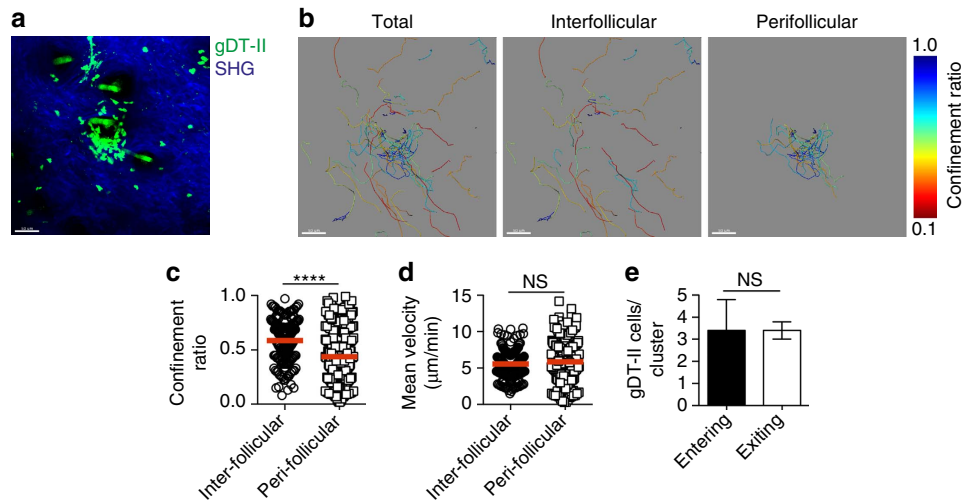 a
gDT-II
SHG
b
Total
Interfollicular
Perifollicular
1.0
Confinement ratio
0.1
c
****
Confinement
ratio
1.0
0.5
0.0
Inter-follicular
Peri-follicular
d
NS
Mean velocity
(μm/min)
15
10
5
0
Inter-follicular
Peri-follicular
e
NS
gDT-II cells/
cluster
5
4
3
2
1
0
Entering
Exiting